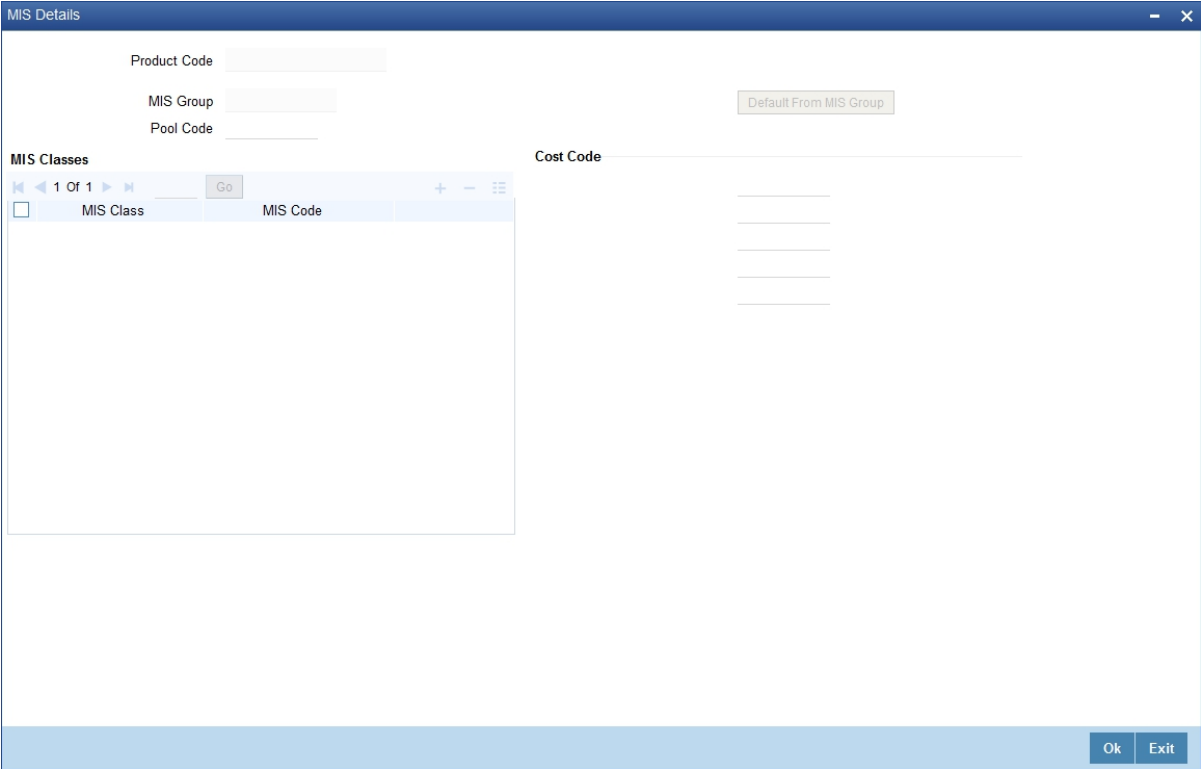 MIS Details
Product Code
MIS Group
Default From MIS Group
Pool Code
MIS Classes
Cost Code
1 Of 1
Go
MIS Class MIS Code
Ok Exit